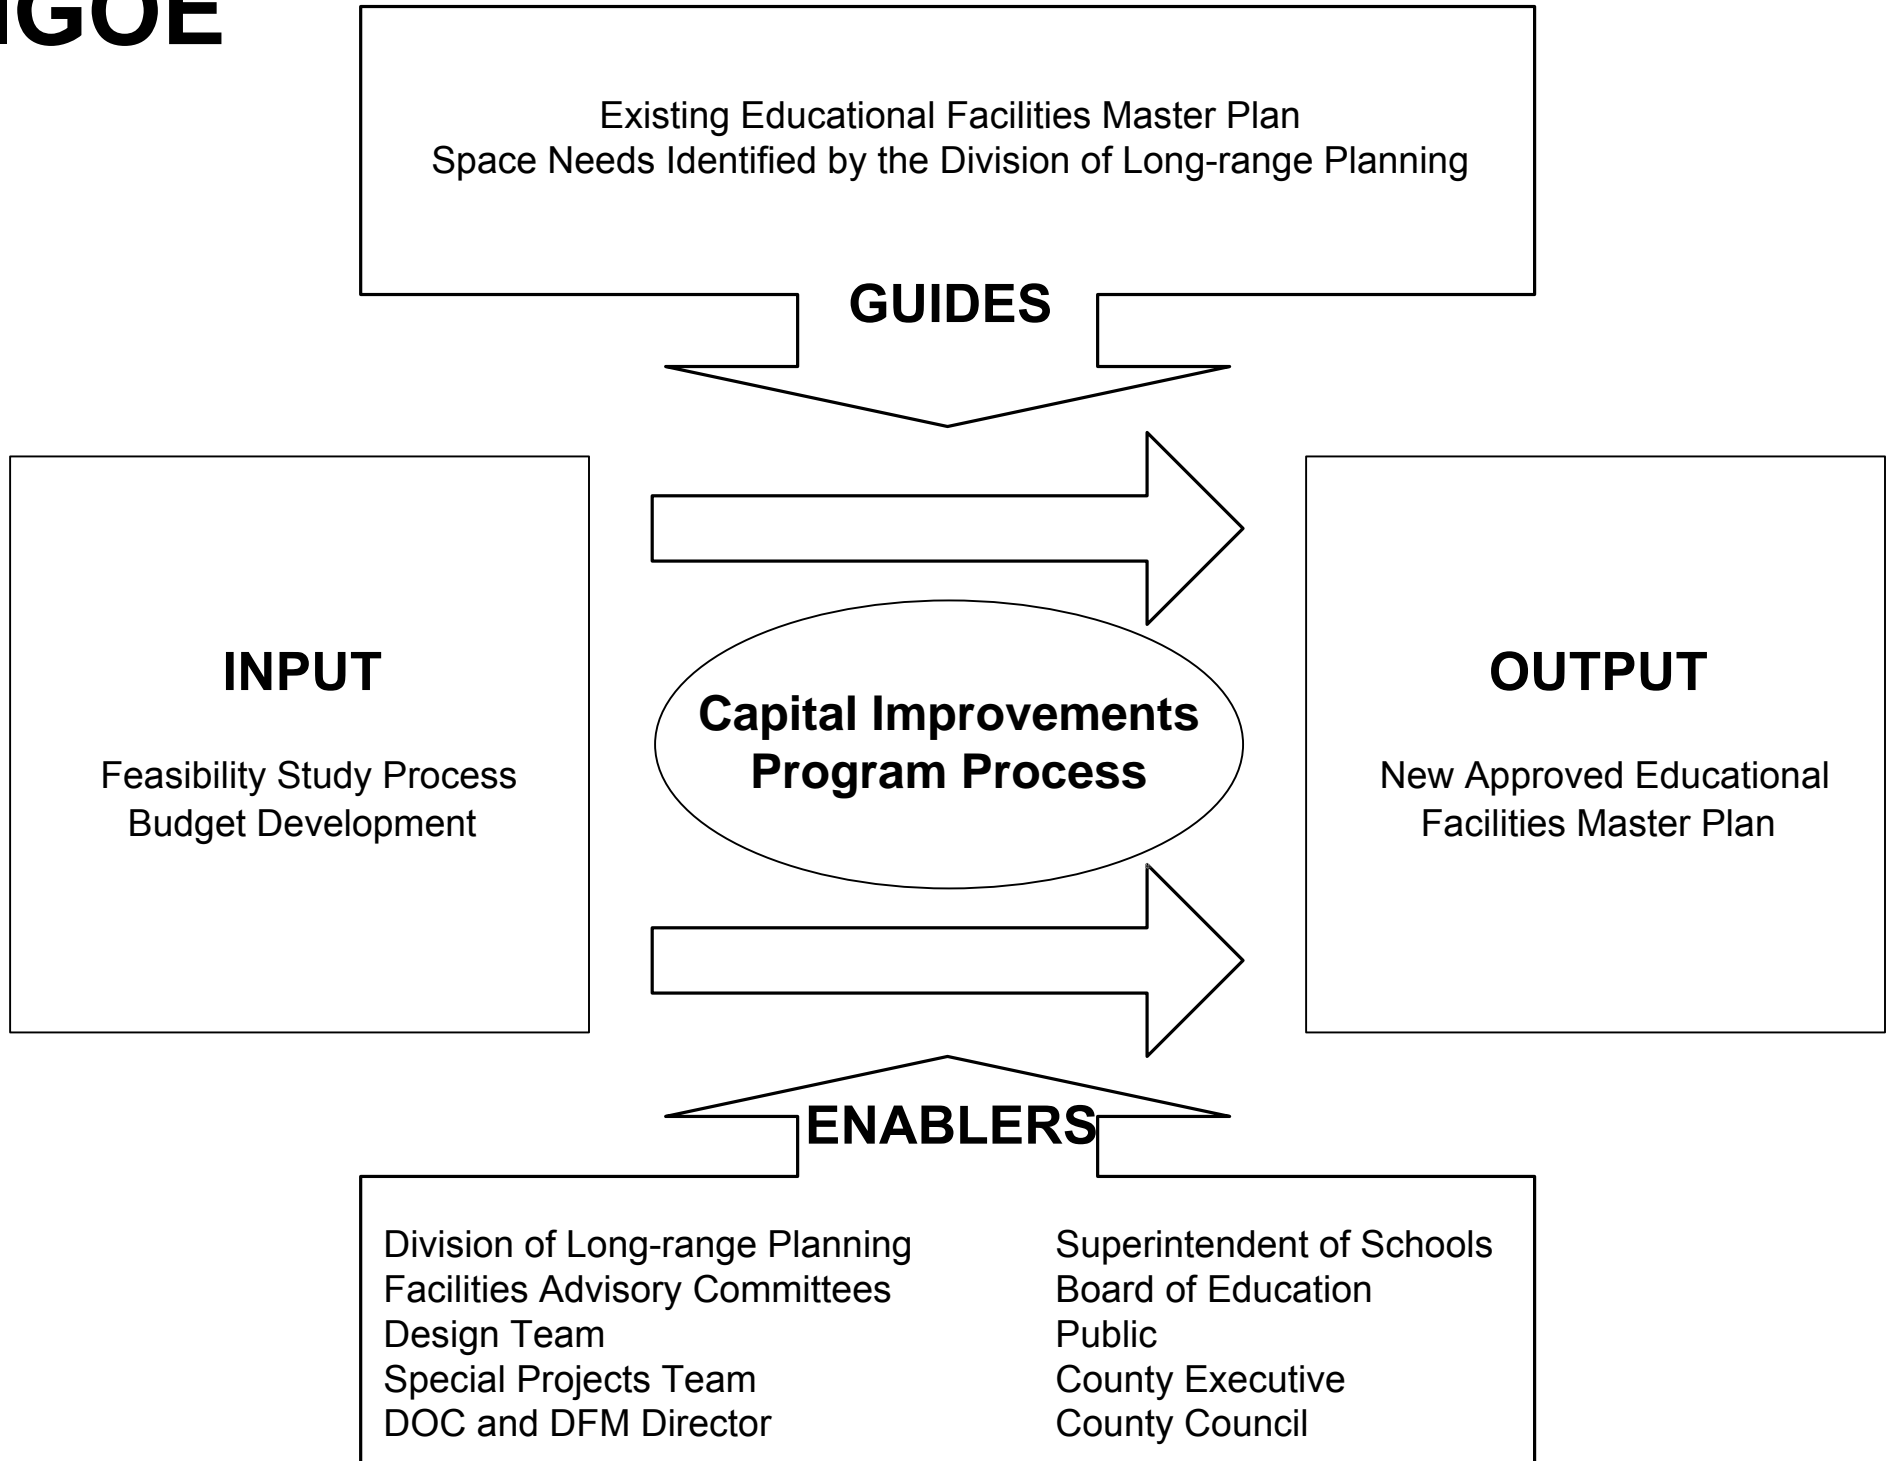 IGOE
Existing Educational Facilities Master Plan
Space Needs Identified by the Division of Long-range Planning
GUIDES
INPUT
Feasibility Study Process
Budget Development
Capital Improvements
Program Process
OUTPUT
New Approved Educational
Facilities Master Plan
ENABLERS
Division of Long-range Planning
Facilities Advisory Committees
Design Team
Special Projects Team
DOC and DFM Director
Superintendent of Schools
Board of Education
Public
County Executive
County Council